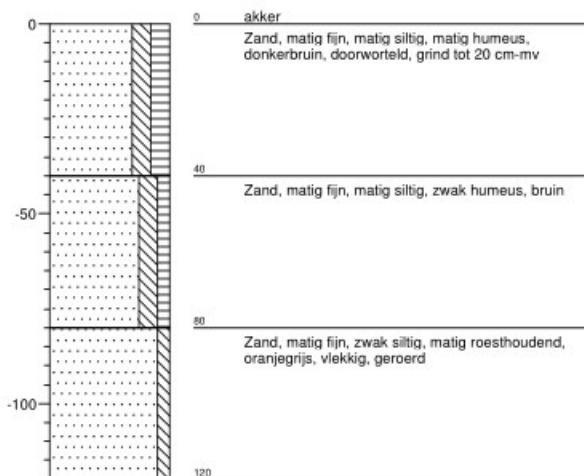 0
0
akker
Zand, matig fijn, matig siltig, matig humeus,
donkerbruin, doorworteld, grind tot 20 cm-mv
40
Zand, matig fijn, matig siltig, zwak humeus, bruin
-50
80
Zand, matig fijn, zwak siltig, matig roesthoudend,
oranjegrijs, vlekkig, geroerd
-100
120